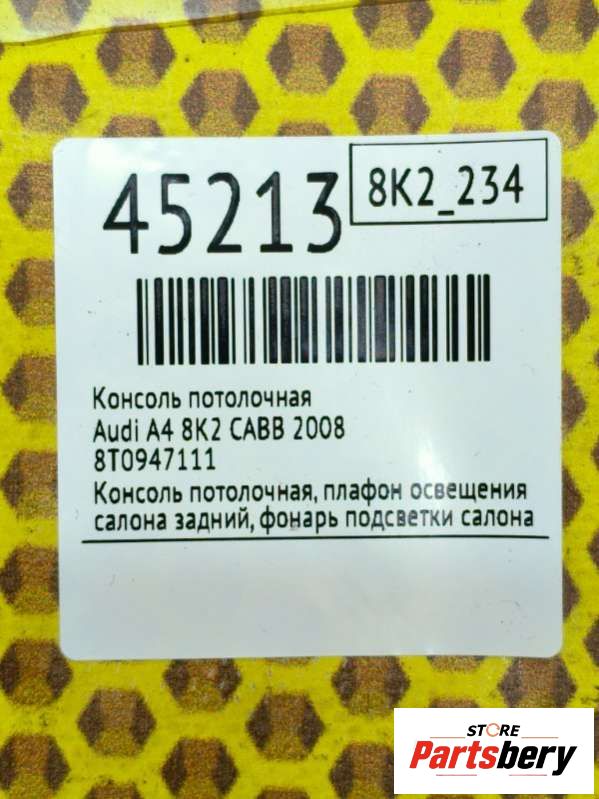 45213
8K2_234
Консоль потолочная
Audi A4 8K2 CABB 2008
8T0947111
Консоль потолочная, плафон освещения
салона задний, фонарь подсветки салона
STORE
Partsbery